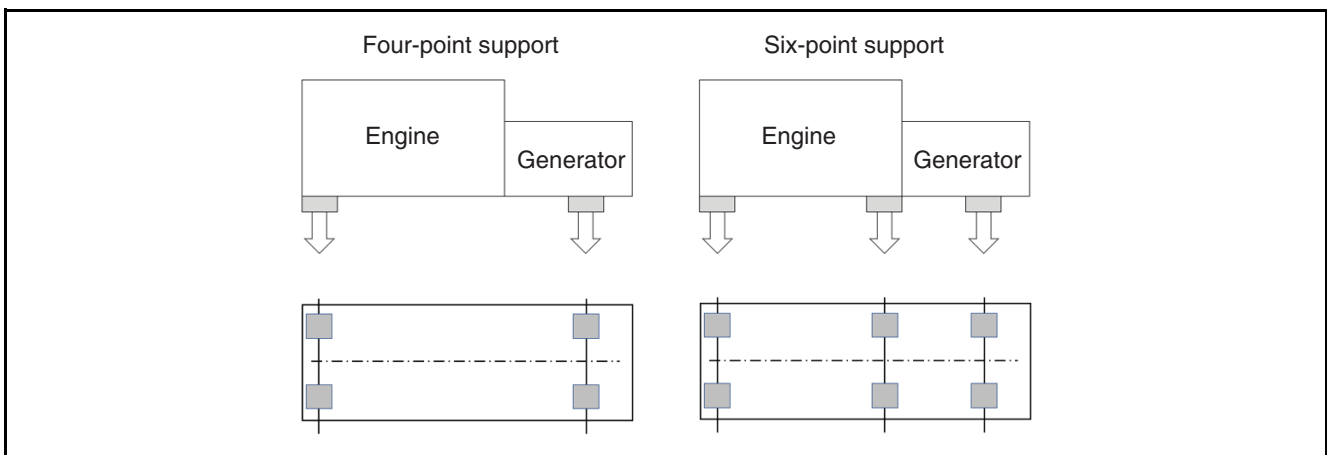 Four-point support
Six-point support
Engine
Generator
Engine
Generator